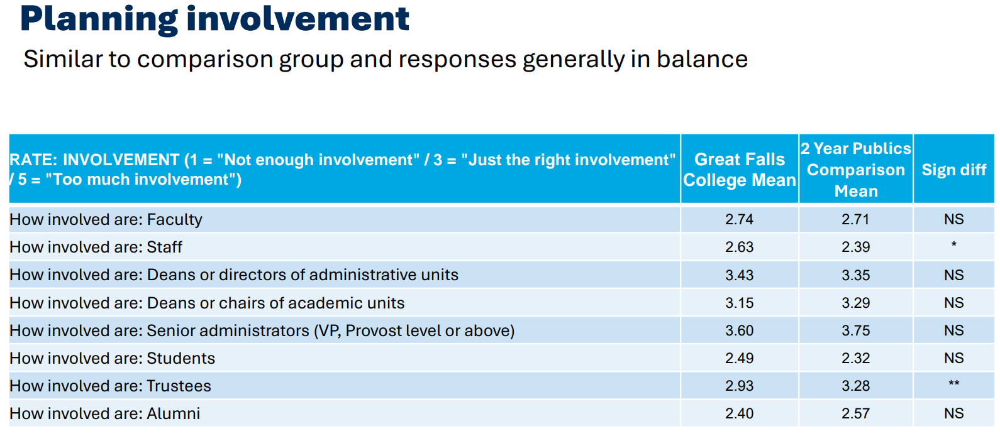 Planning involvement
Similar to comparison group and responses generally in balance
RATE: INVOLVEMENT (1 = "Not enough involvement" / 3 = "Just the right involvement"
/ 5 = "Too much involvement")
Great Falls
College Mean
2 Year Publics
Comparison
Mean
Sign diff
How involved are: Faculty 2.74 2.71 NS
How involved are: Staff 2.63 2.39 *
How involved are: Deans or directors of administrative units 3.43 3.35 NS
How involved are: Deans or chairs of academic units 3.15 3.29 NS
How involved are: Senior administrators (VP, Provost level or above) 3.60 3.75 NS
How involved are: Students 2.49 2.32 NS
How involved are: Trustees 2.93 3.28 **
How involved are: Alumni 2.40 2.57 NS